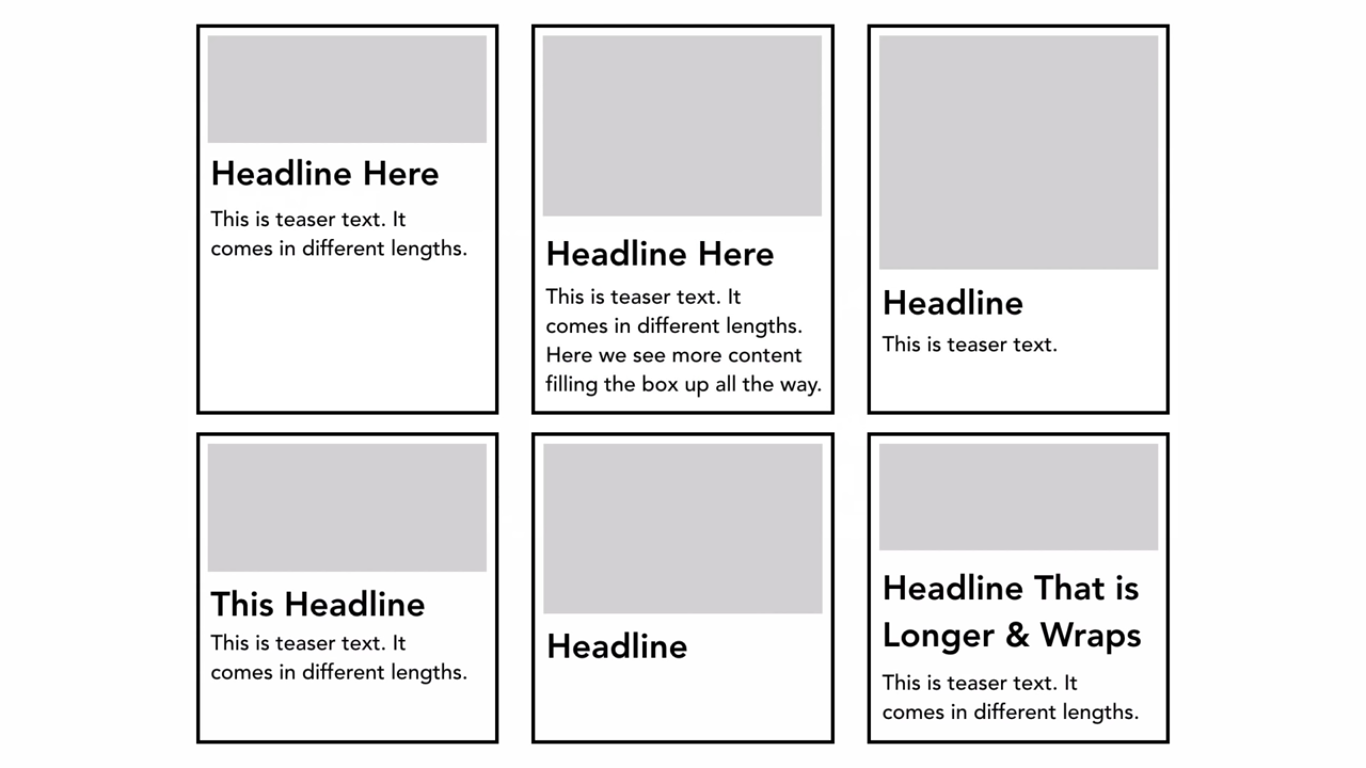 Headline Here
This is teaser text. It
comes in different lengths.
Headline Here
This is teaser text. It
comes in different lengths.
Here we see more content
filling the box up all the way.
Headline
This is teaser text.
This Headline
This is teaser text. It
comes in different lengths.
Headline
Headline That is
Longer & Wraps
This is teaser text. It
comes in different lengths.